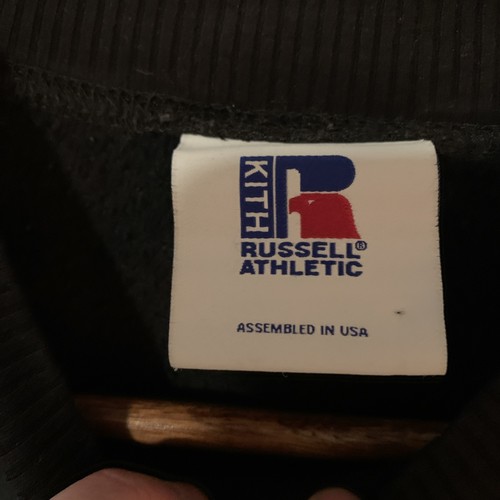 KITH
RUSSELL®
ATHLETIC
ASSEMBLED IN USA